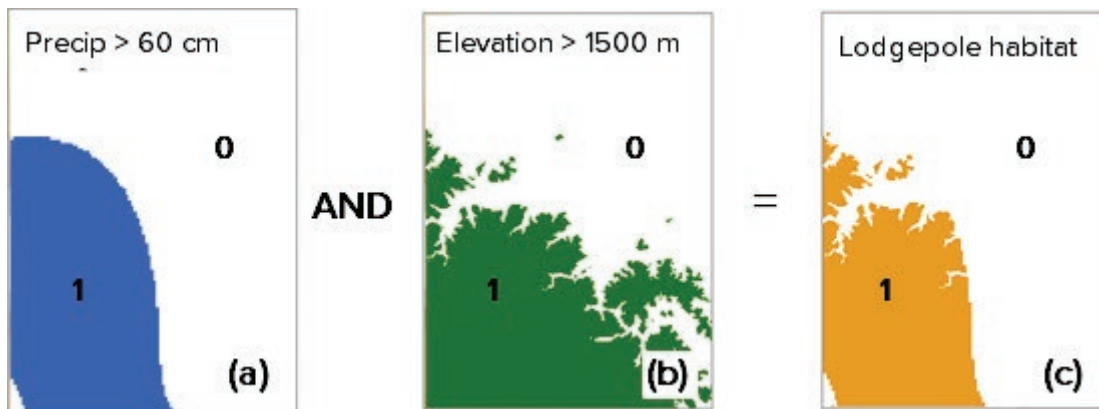 Precip > 60 cm
0
1
(a)
AND
Elevation > 1500 m
0
1
(b)
=
Lodgepole habitat
0
1
(c)